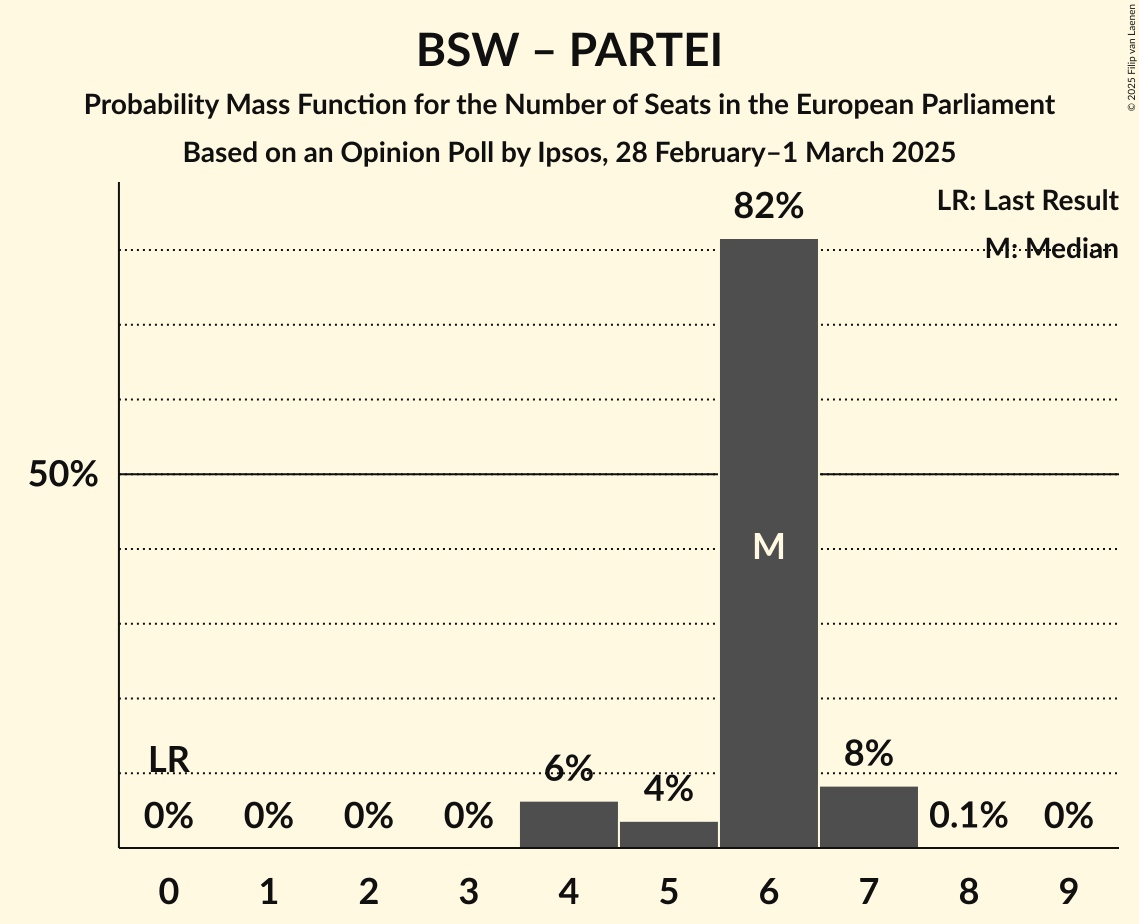 BSW – PARTEI
Probability Mass Function for the Number of Seats in the European Parliament
Based on an Opinion Poll by Ipsos, 28 February–1 March 2025
© 2025 Filip van Laenen
LR: Last Result
M: Median
82%
50%
M
LR
0%
0%
0%
0%
6%
4%
8%
0.1%
0%
0 1 2 3 4 5 6 7 8 9